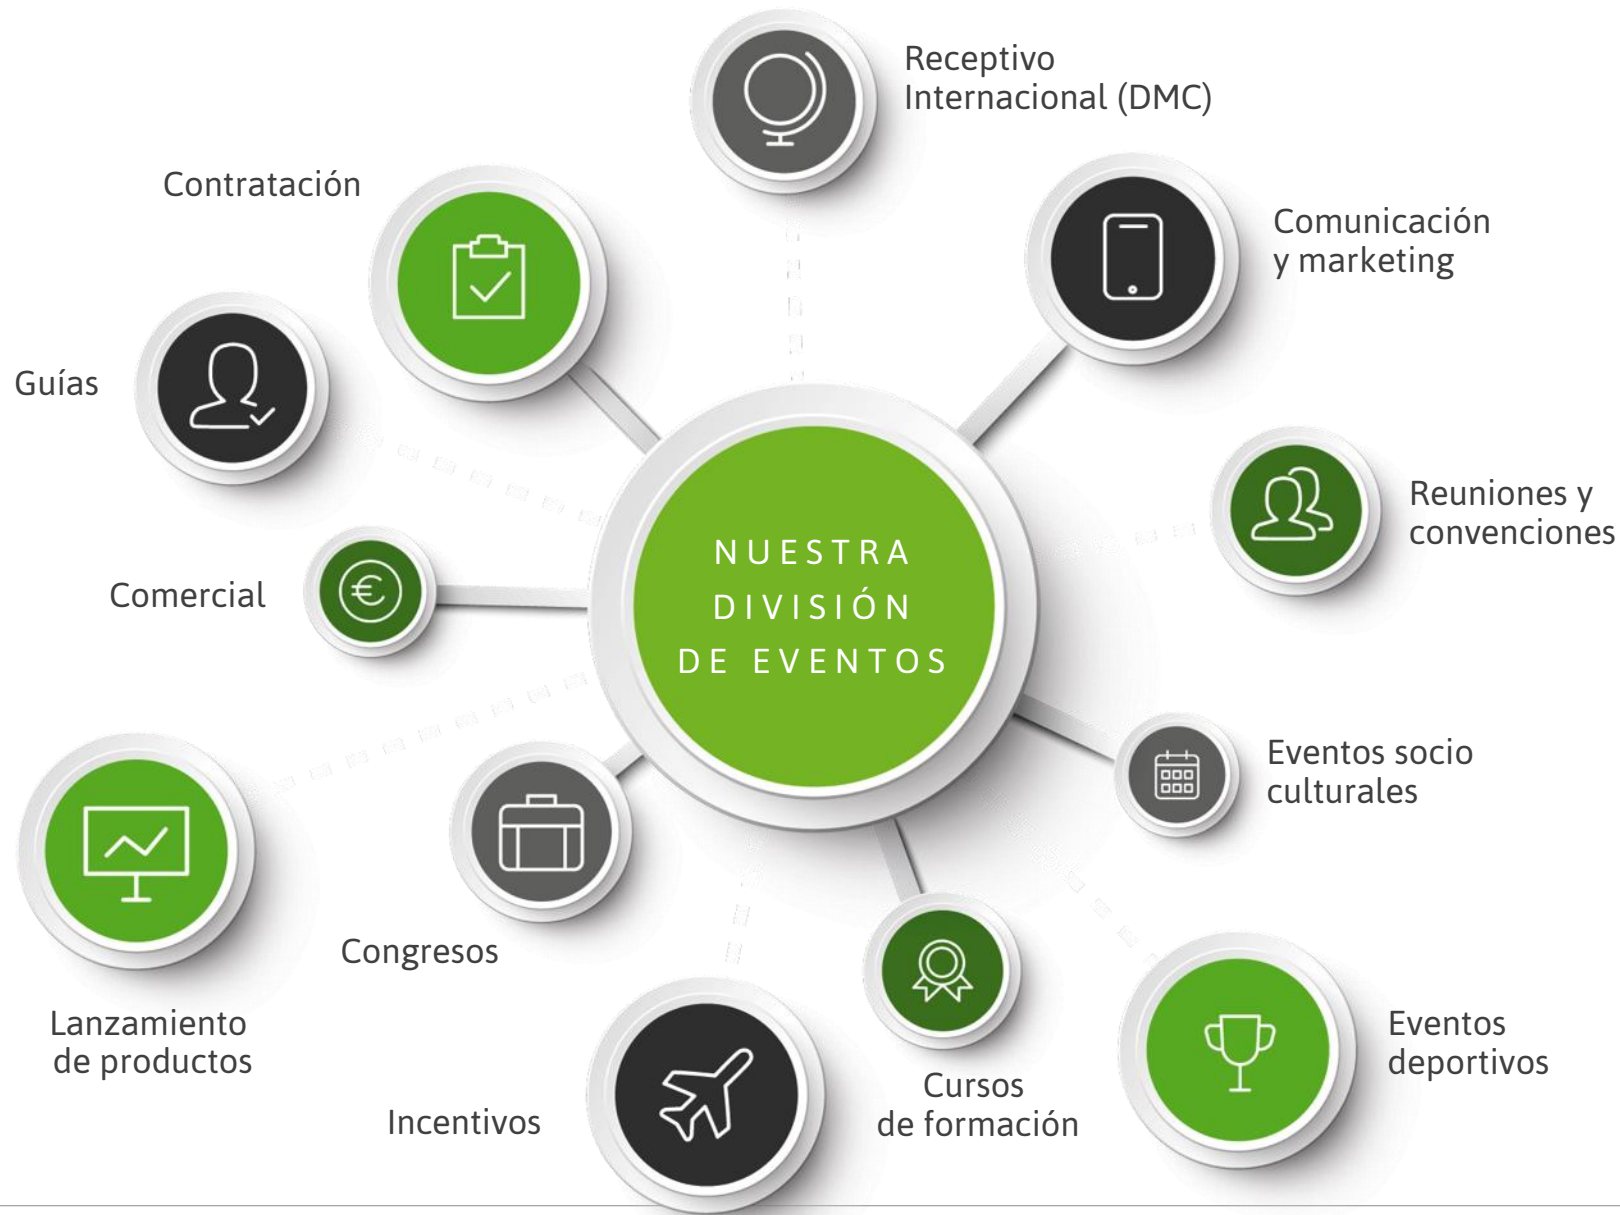 Receptivo
Internacional (DMC)
Contratación
Comunicación
y marketing
Guías
Reuniones y
convenciones
NUESTRA
DIVISIÓN
DE EVENTOS
Comercial
Eventos socio
culturales
Congresos
Lanzamiento
de productos
Eventos
deportivos
Cursos
de formación
Incentivos